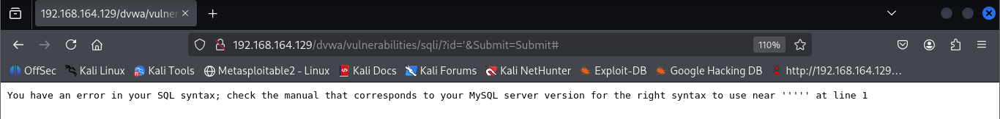 192.168.164.129/dvwa/vulner
192.168.164.129/dvwa/vulnerabilities/sqli/?id='&Submit=Submit#
110%
OffSec Kali Linux Kali Tools Metasploitable2 - Linux Kali Docs Kali Forums Kali NetHunter Exploit-DB Google Hacking DB http://192.168.164.129…
You have an error in your SQL syntax; check the manual that corresponds to your MySQL server version for the right syntax to use near ''''' at line 1